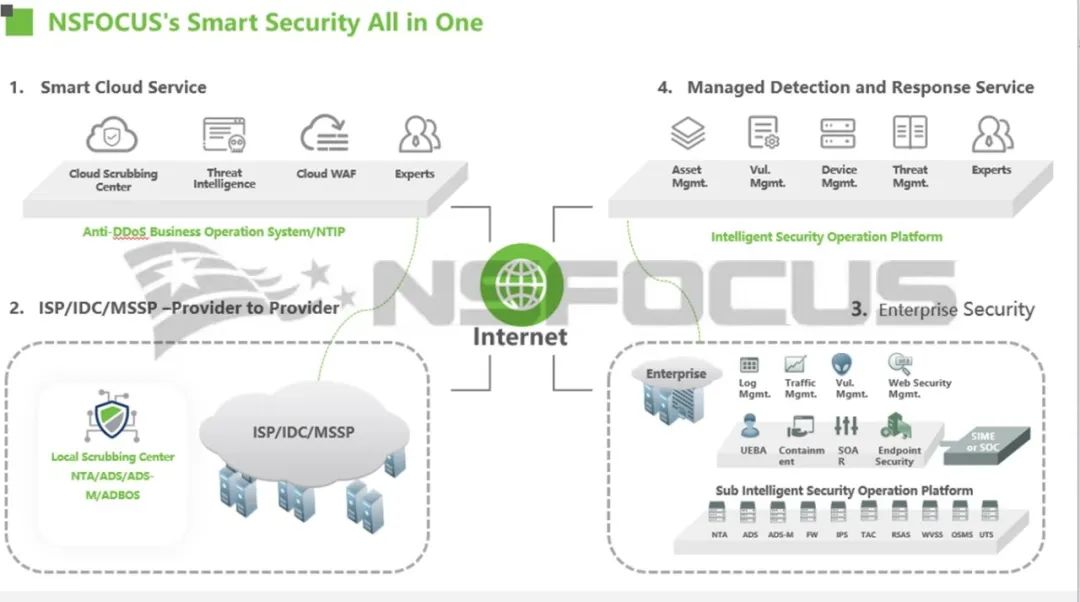 NSFOCUS's Smart Security All in One
1. Smart Cloud Service
Cloud Scrubbing
Center
Threat
Intelligence
Cloud WAF
Experts
Anti-DDoS Business Operation System/NTIP
4. Managed Detection and Response Service
Asset
Mgmt.
Vul.
Mgmt.
Device
Mgmt.
Threat
Mgmt.
Experts
Intelligent Security Operation Platform
NSFOCUS
Internet
2. ISP/IDC/MSSP –Provider to Provider
Local Scrubbing Center
NTA/ADS/ADS-
M/ADBOS
ISP/IDC/MSSP
3. Enterprise Security
Enterprise
Log
Mgmt.
Traffic
Mgmt.
Vul.
Mgmt.
Web Security
Mgmt.
UEBA
Containm
ent
SOA
R
Endpoint
Security
SIME
or SOC
Sub Intelligent Security Operation Platform
NTA ADS ADS-M FW IPS TAC RSAS WVSS OSMS UTS